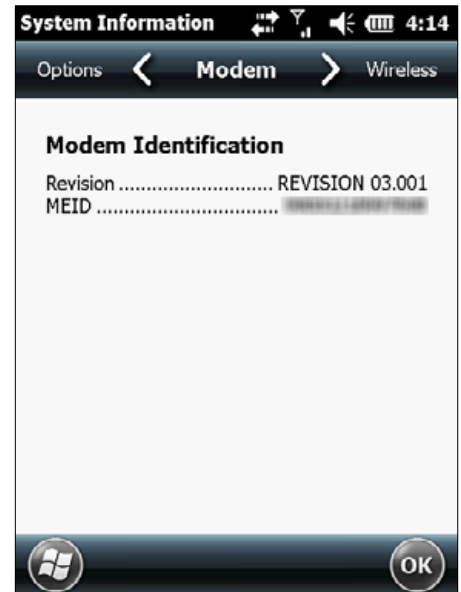 System Information 4:14
Options Modem Wireless
Modem Identification
Revision ............................ REVISION 03.001
MEID .................................
OK